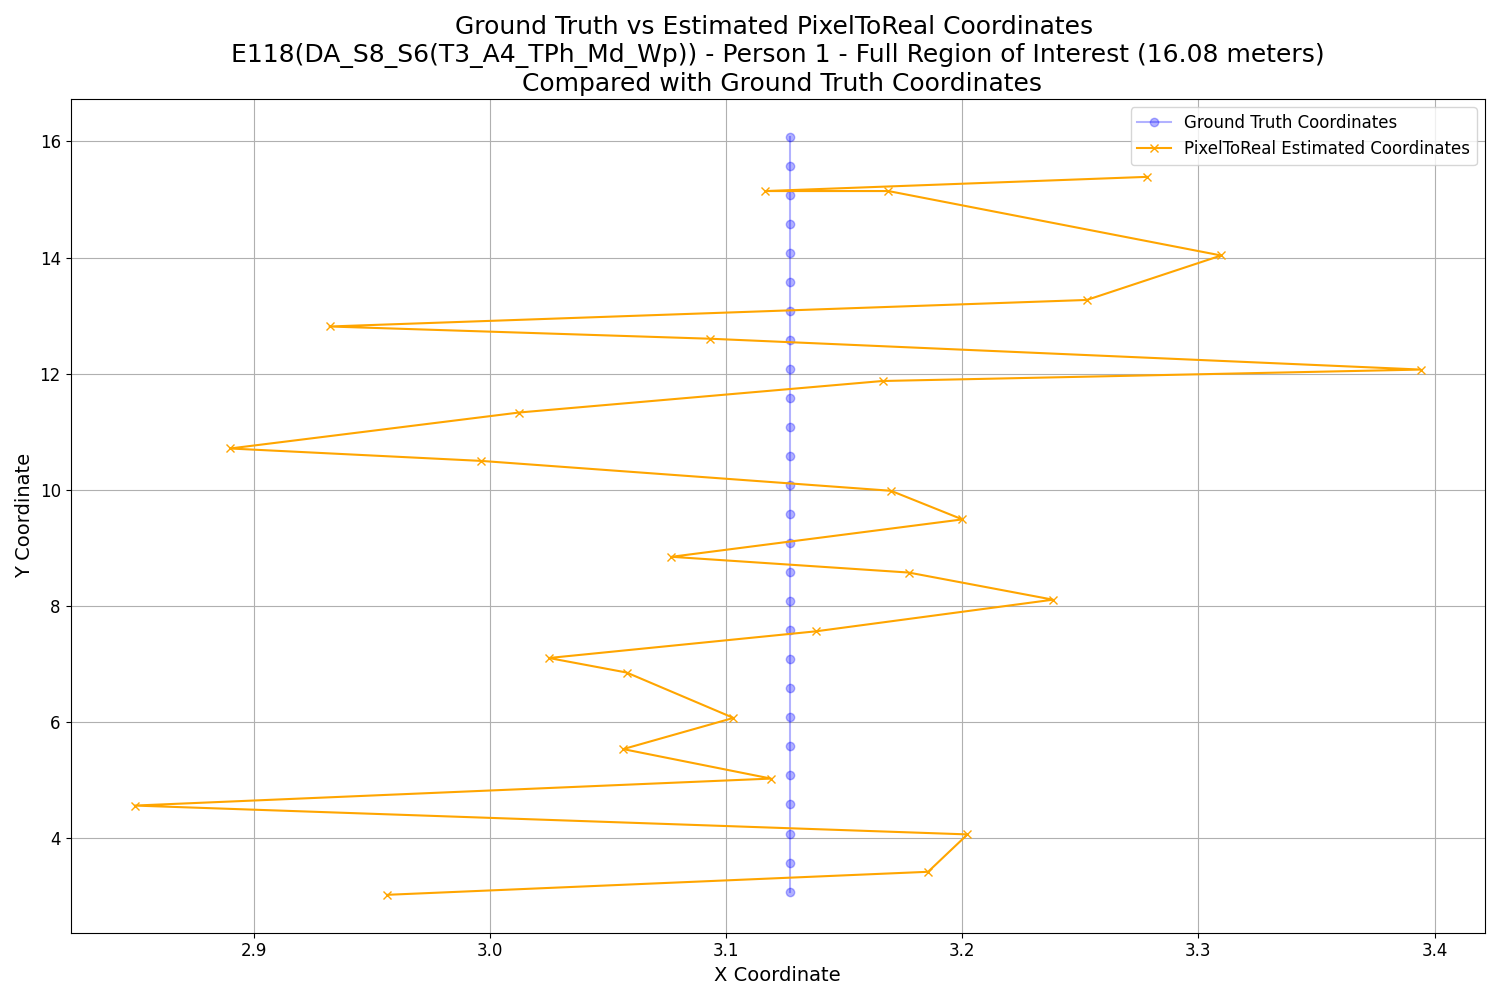 Ground Truth vs Estimated PixelToReal Coordinates
E118(DA_S8_S6(T3_A4_TPh_Md_Wp)) - Person 1 - Full Region of Interest (16.08 meters)
Compared with Ground Truth Coordinates
Ground Truth Coordinates
PixelToReal Estimated Coordinates
Y Coordinate
16
14
12
10
8
6
4
2.9 3.0 3.1 3.2 3.3 3.4
X Coordinate